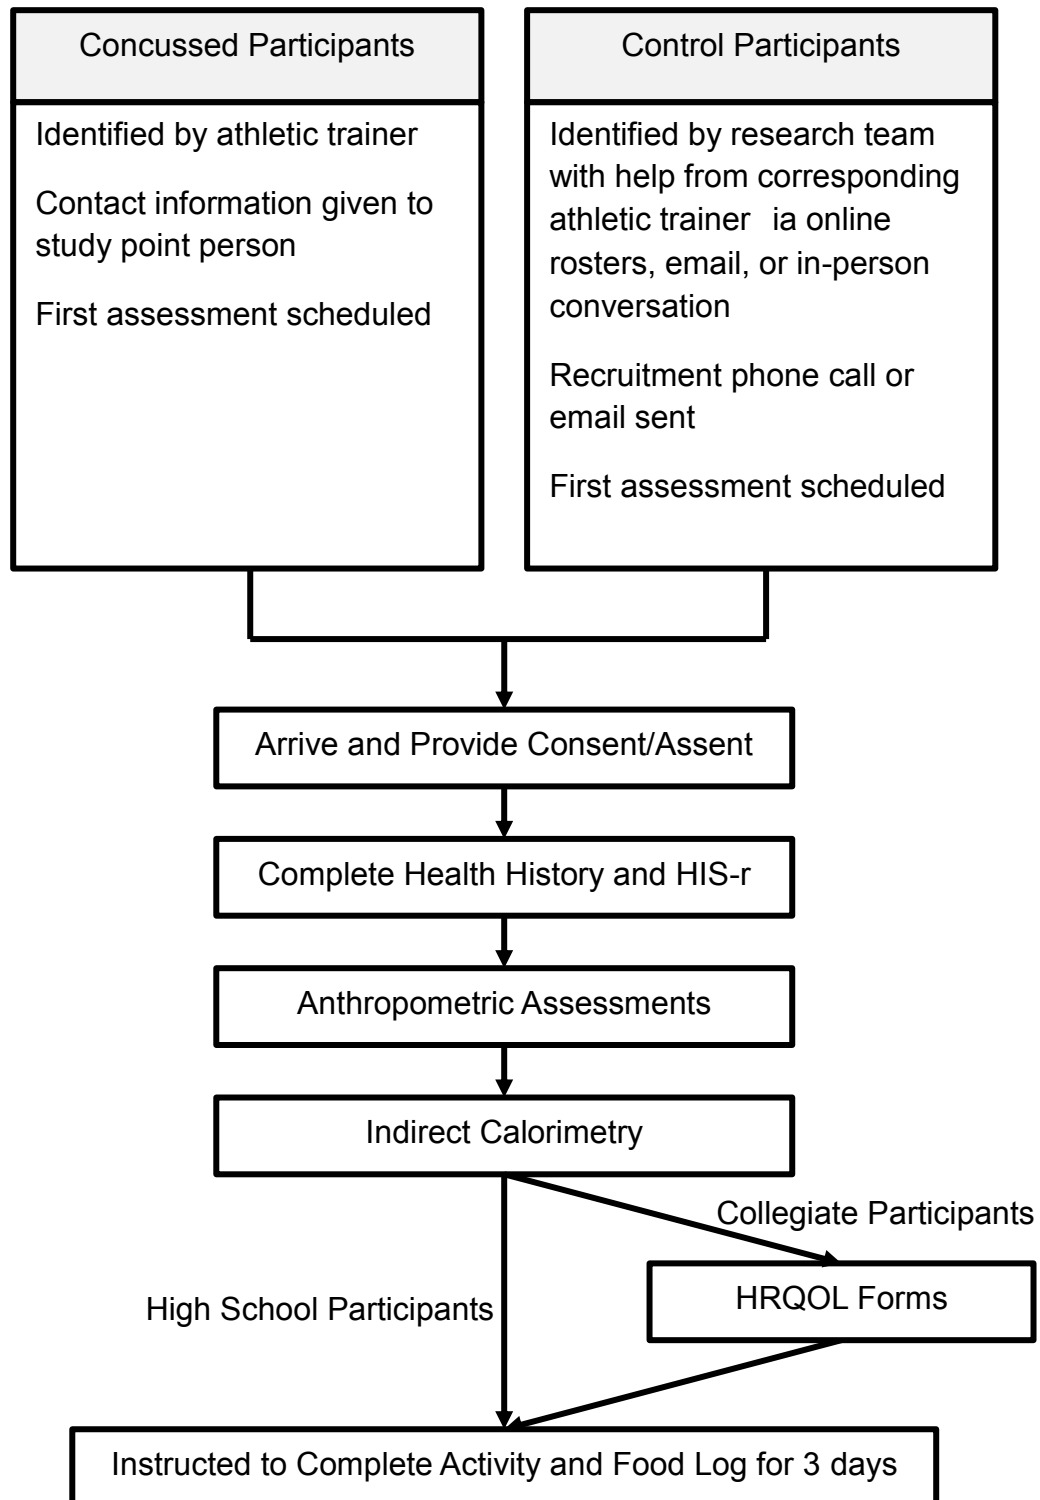 Concussed Participants
Identified by athletic trainer
Contact information given to
study point person
First assessment scheduled
Control Participants
Identified by research team
with help from corresponding
athletic trainer ia online
rosters, email, or in-person
conversation
Recruitment phone call or
email sent
First assessment scheduled
Arrive and Provide Consent/Assent
Complete Health History and HIS-r
Anthropometric Assessments
Indirect Calorimetry
Collegiate Participants
HRQOL Forms
High School Participants
Instructed to Complete Activity and Food Log for 3 days